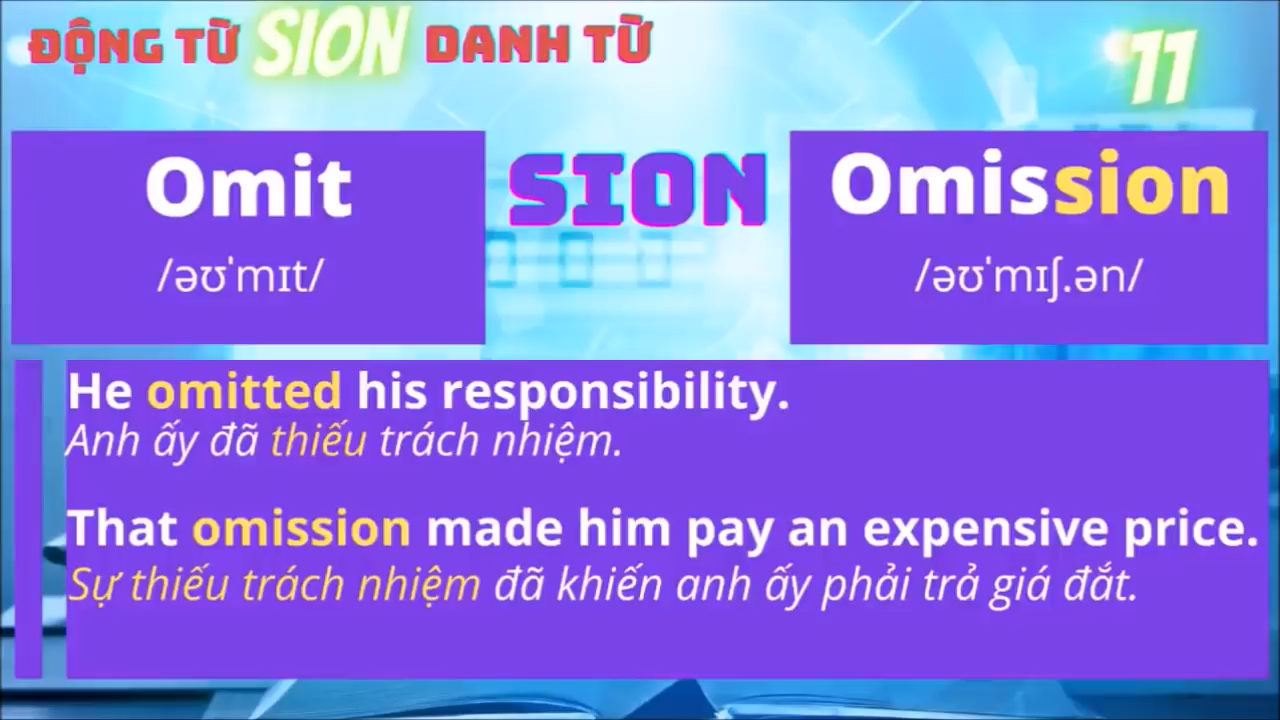 ĐỘNG TỪ SION DANH TỪ
11
Omit
SION
Omission
/əʊˈmɪt/
/əʊˈmɪʃ.ən/
He omitted his responsibility.
Anh ấy đã thiếu trách nhiệm.
That omission made him pay an expensive price.
Sự thiếu trách nhiệm đã khiến anh ấy phải trả giá đắt.